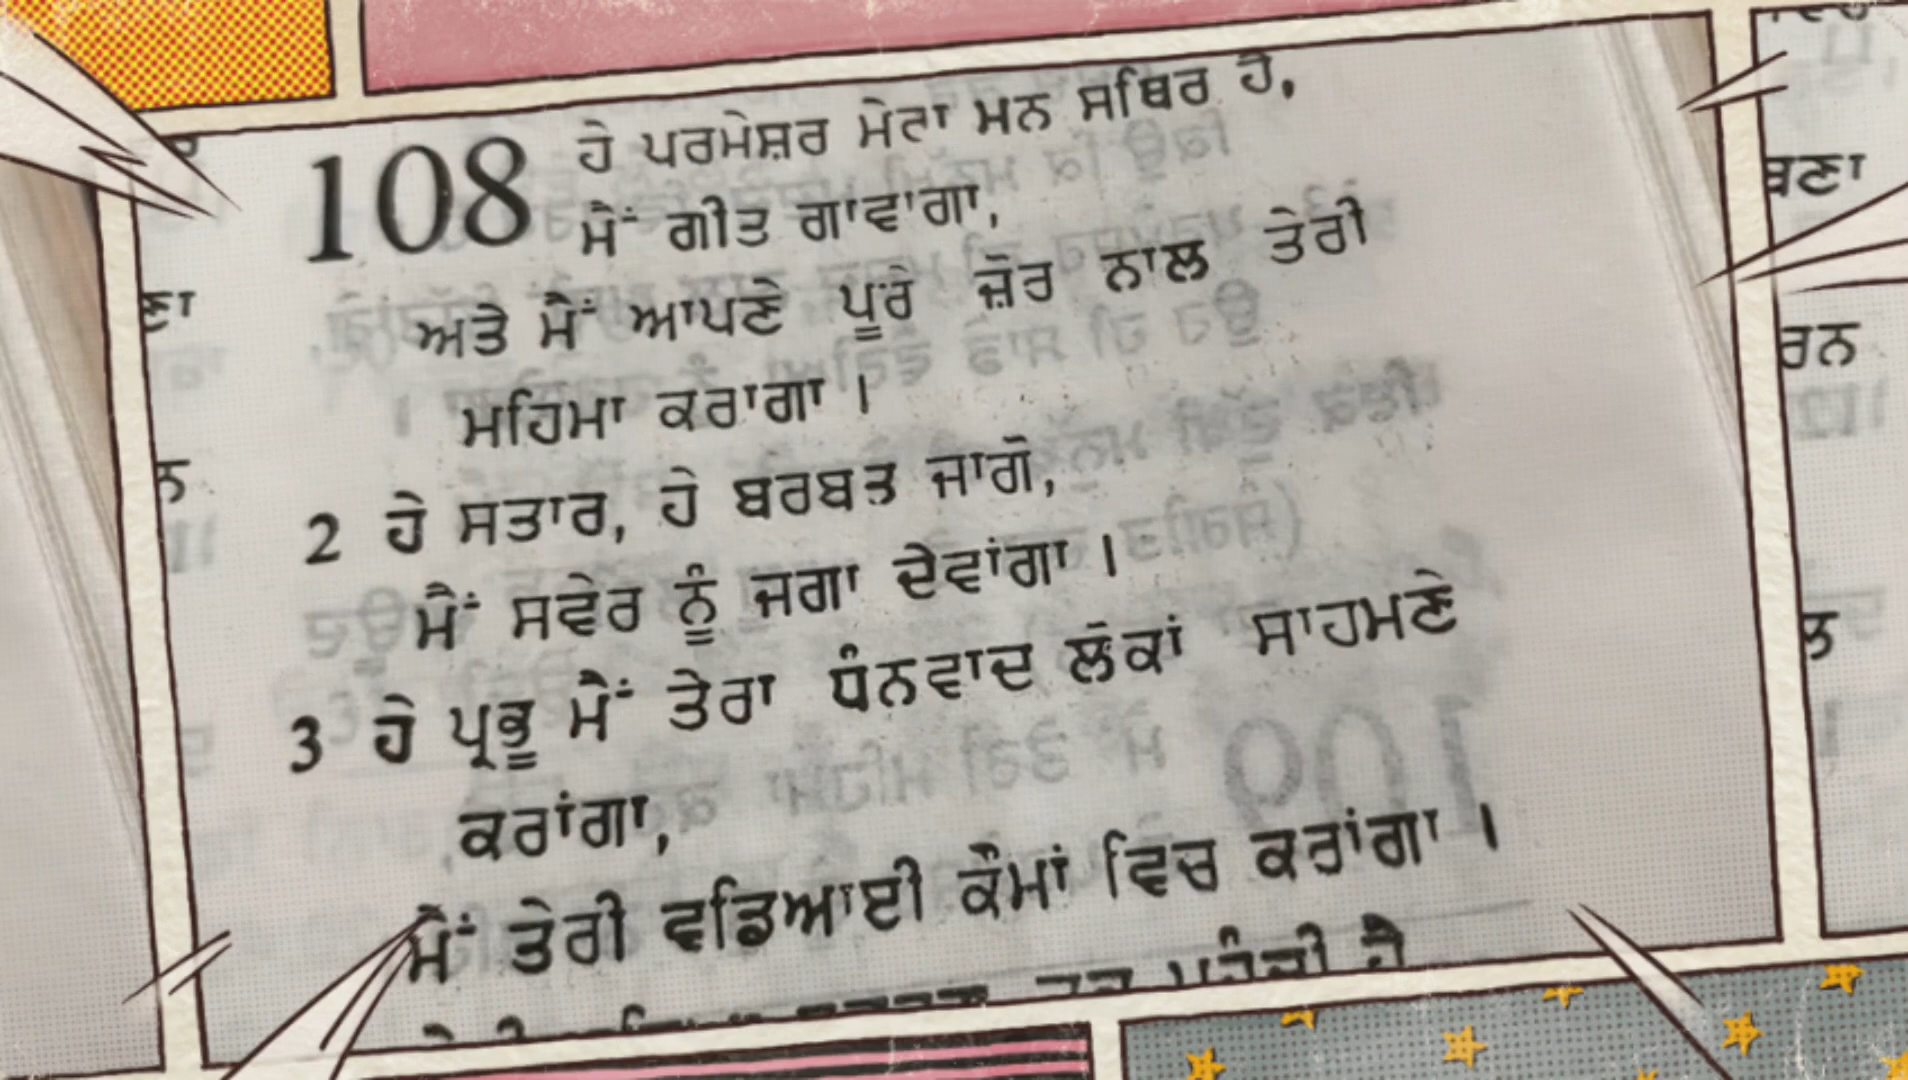 108 ਹੇ ਪਰਮੇਸ਼ਰ ਮੇਰਾ ਮਨ ਸਥਿਰ ਹੈ,
ਮੈਂ ਗੀਤ ਗਾਵਾਂਗਾ,
ਅਤੇ ਮੈਂ ਆਪਣੇ ਪੂਰੇ ਜ਼ੋਰ ਨਾਲ ਤੇਰੀ
ਮਹਿਮਾ ਕਰਾਂਗਾ ।
2 ਹੇ ਸਤਾਰ, ਹੇ ਬਰਬਤ ਜਾਗੋ,
ਮੈਂ ਸਵੇਰ ਨੂੰ ਜਗਾ ਦੇਵਾਂਗਾ ।
3 ਹੇ ਪ੍ਰਭੂ ਮੈਂ ਤੇਰਾ ਧੰਨਵਾਦ ਲੋਕਾਂ ਸਾਹਮਣੇ
ਕਰਾਂਗਾ,
ਮੈਂ ਤੇਰੀ ਵਡਿਆਈ ਕੌਮਾਂ ਵਿਚ ਕਰਾਂਗਾ ।